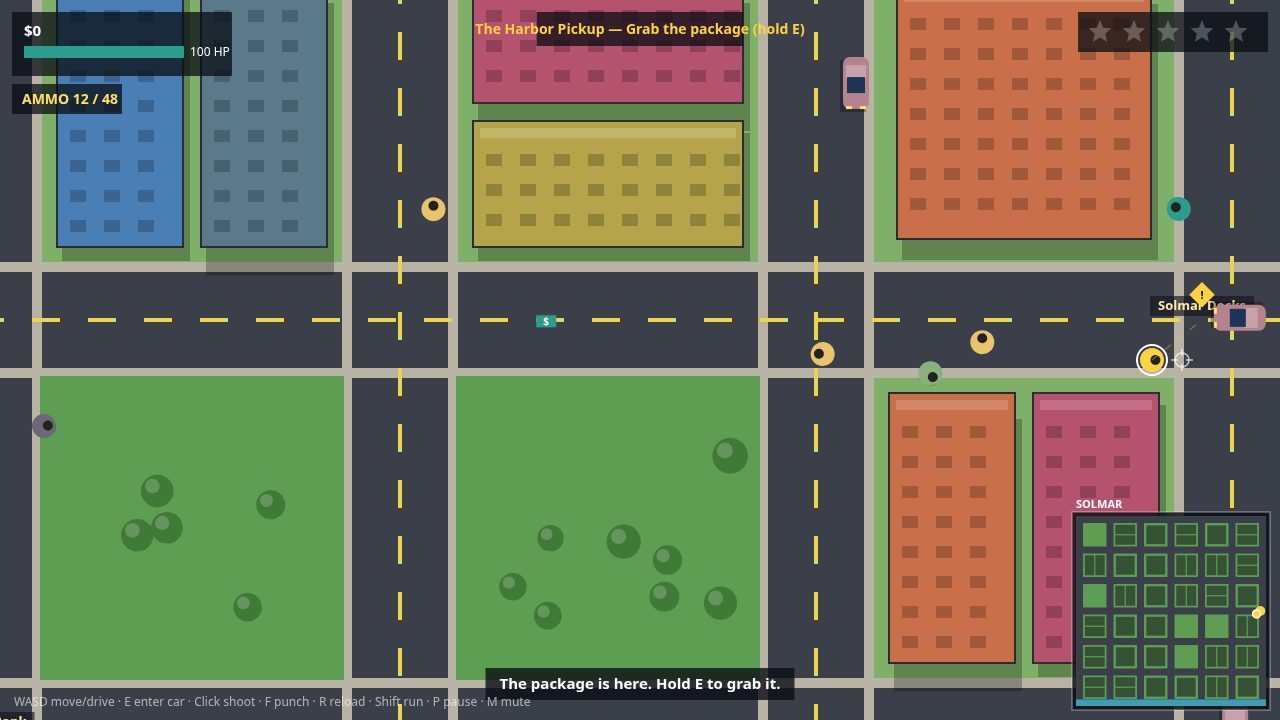 $0
100 HP
The Harbor Pickup — Grab the package (hold E)
AMMO 12 / 48
!
Solmar Docks
$
SOLMAR
The package is here. Hold E to grab it.
WASD move/drive · E enter car · Click shoot · F punch · R reload · Shift run · P pause · M mute